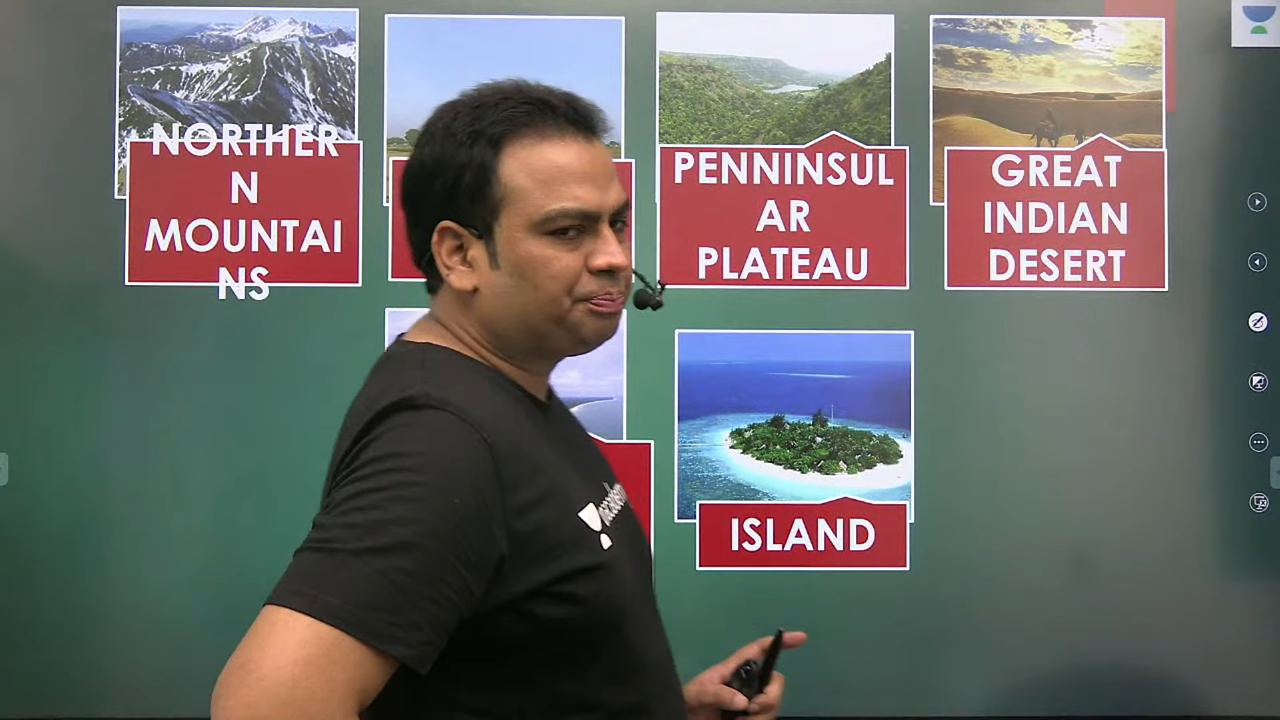 NORTHER
N
MOUNTAI
NS
PENNINSUL
AR
PLATEAU
GREAT
INDIAN
DESERT
ISLAND